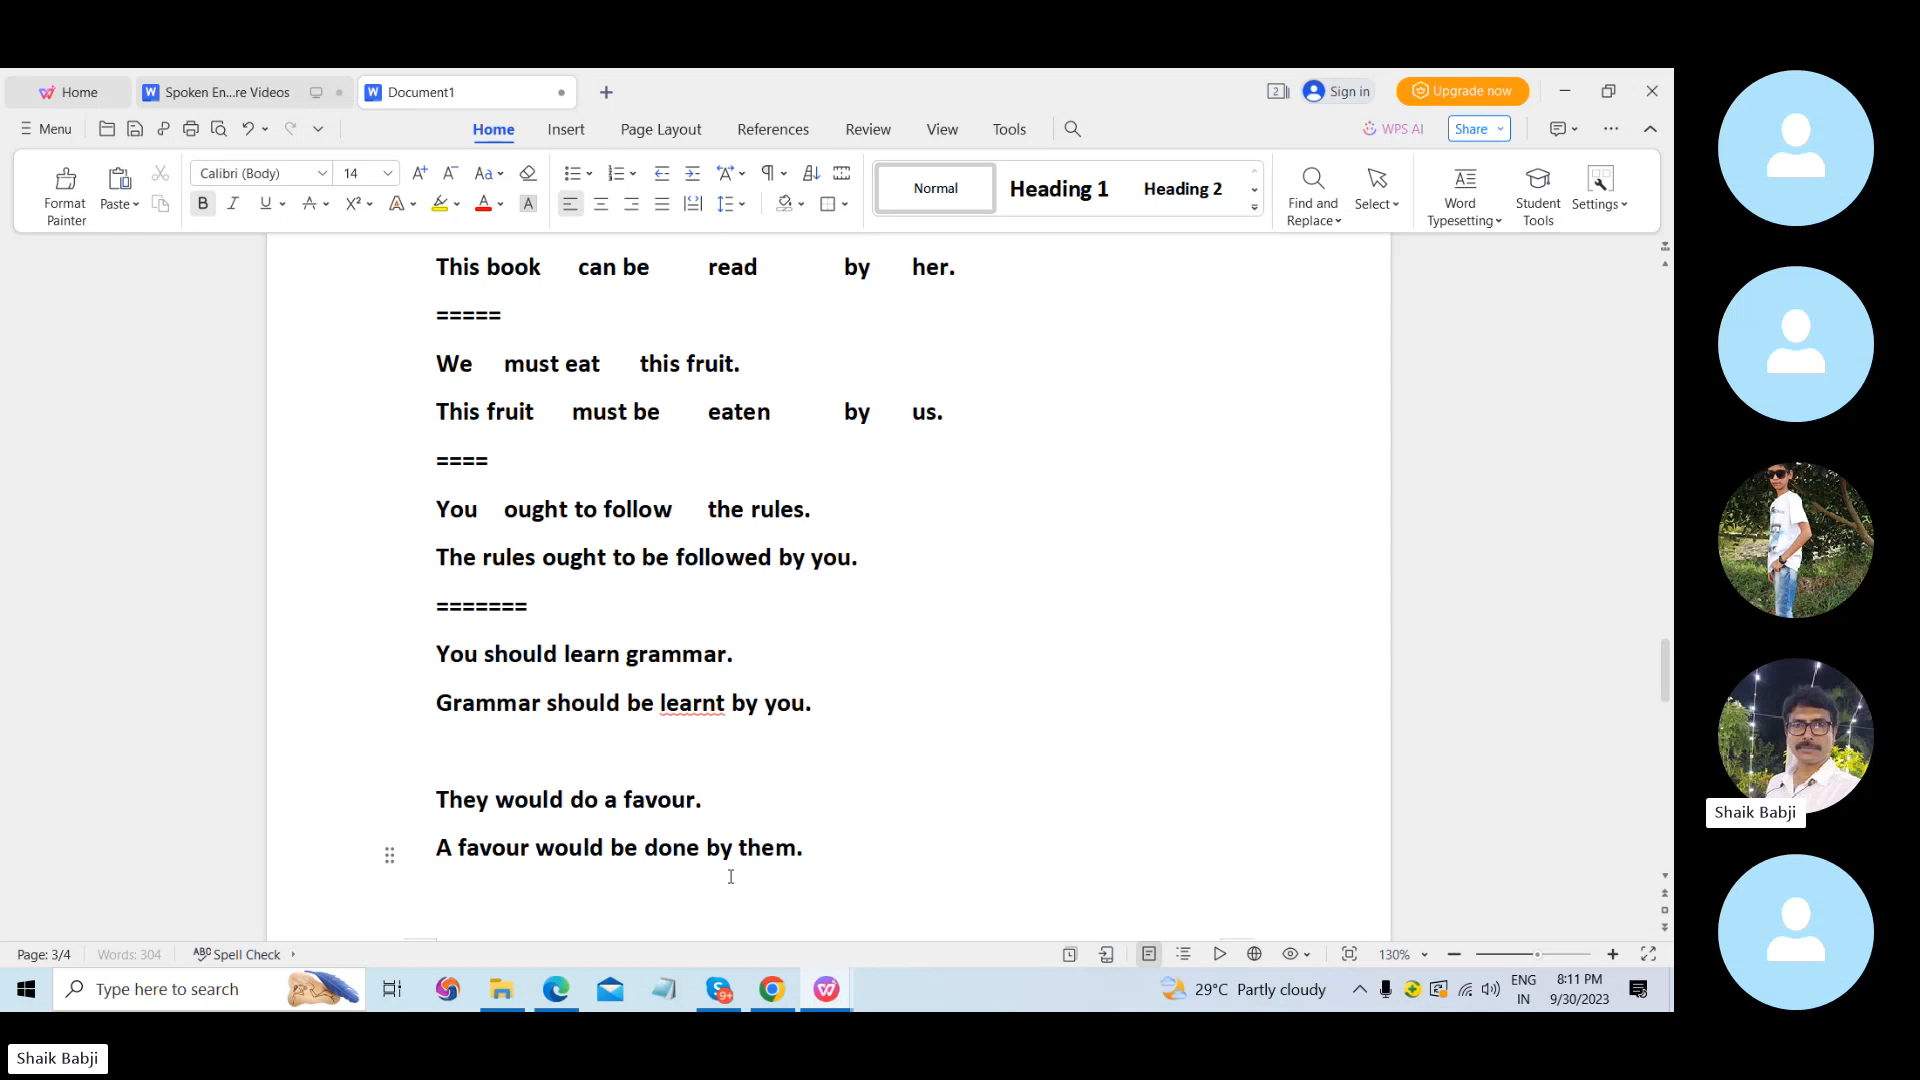 Home
Spoken En...re Videos
Document1
2
Sign in
Upgrade now
Menu
Home
Insert
Page Layout
References
Review
View
Tools
WPS AI
Share
Format
Painter
Paste
Calibri (Body)
14
Normal
Heading 1
Heading 2
Find and
Replace
Select
Word
Typesetting
Student
Tools
Settings
This book can be read by her.
=====
We must eat this fruit.
This fruit must be eaten by us.
====
You ought to follow the rules.
The rules ought to be followed by you.
=======
You should learn grammar.
Grammar should be learnt by you.
They would do a favour.
A favour would be done by them.
Page: 3/4
Words: 304
Spell Check
130%
Type here to search
9+
29°C Partly cloudy
ENG
IN
8:11 PM
9/30/2023
Shaik Babji
Shaik Babji